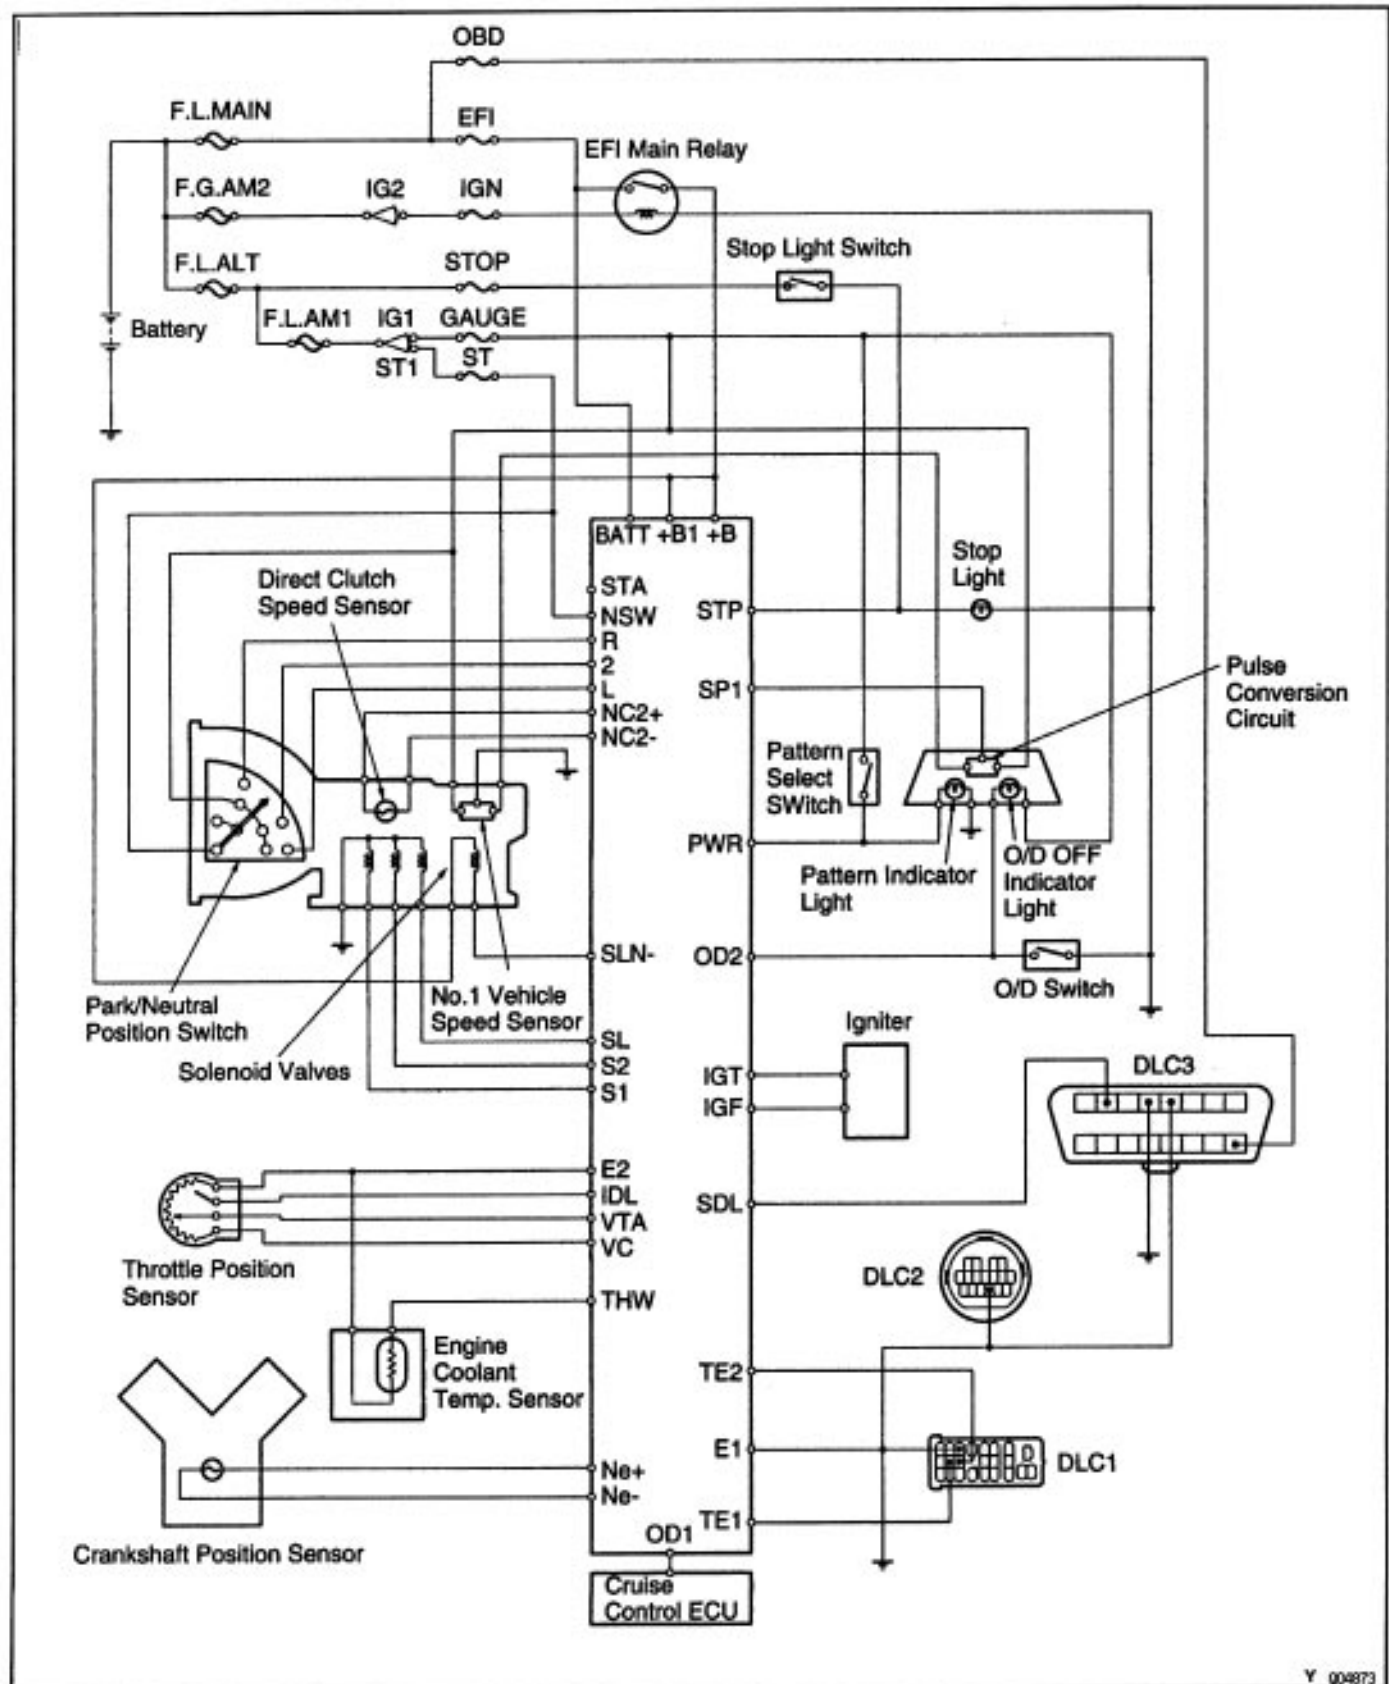 OBD
F.L.MAIN
EFI
EFI Main Relay
F.G.AM2
IG2
IGN
Stop Light Switch
F.L.ALT
STOP
Battery
F.L.AM1
IG1
GAUGE
ST1
ST
BATT +B1 +B
Direct Clutch
Speed Sensor
STA
NSW
R
2
L
NC2+
NC2-
STP
Stop
Light
SP1
Pulse
Conversion
Circuit
Pattern
Select
SWitch
PWR
Pattern Indicator
Light
O/D OFF
Indicator
Light
SLN-
OD2
O/D Switch
Park/Neutral
Position Switch
No.1 Vehicle
Speed Sensor
Solenoid Valves
SL
S2
S1
Igniter
IGT
IGF
DLC3
E2
IDL
VTA
VC
SDL
Throttle Position
Sensor
DLC2
THW
Engine
Coolant
Temp. Sensor
TE2
E1
D
DLC1
Ne+
Ne-
TE1
OD1
Crankshaft Position Sensor
Cruise
Control ECU
Y 004873